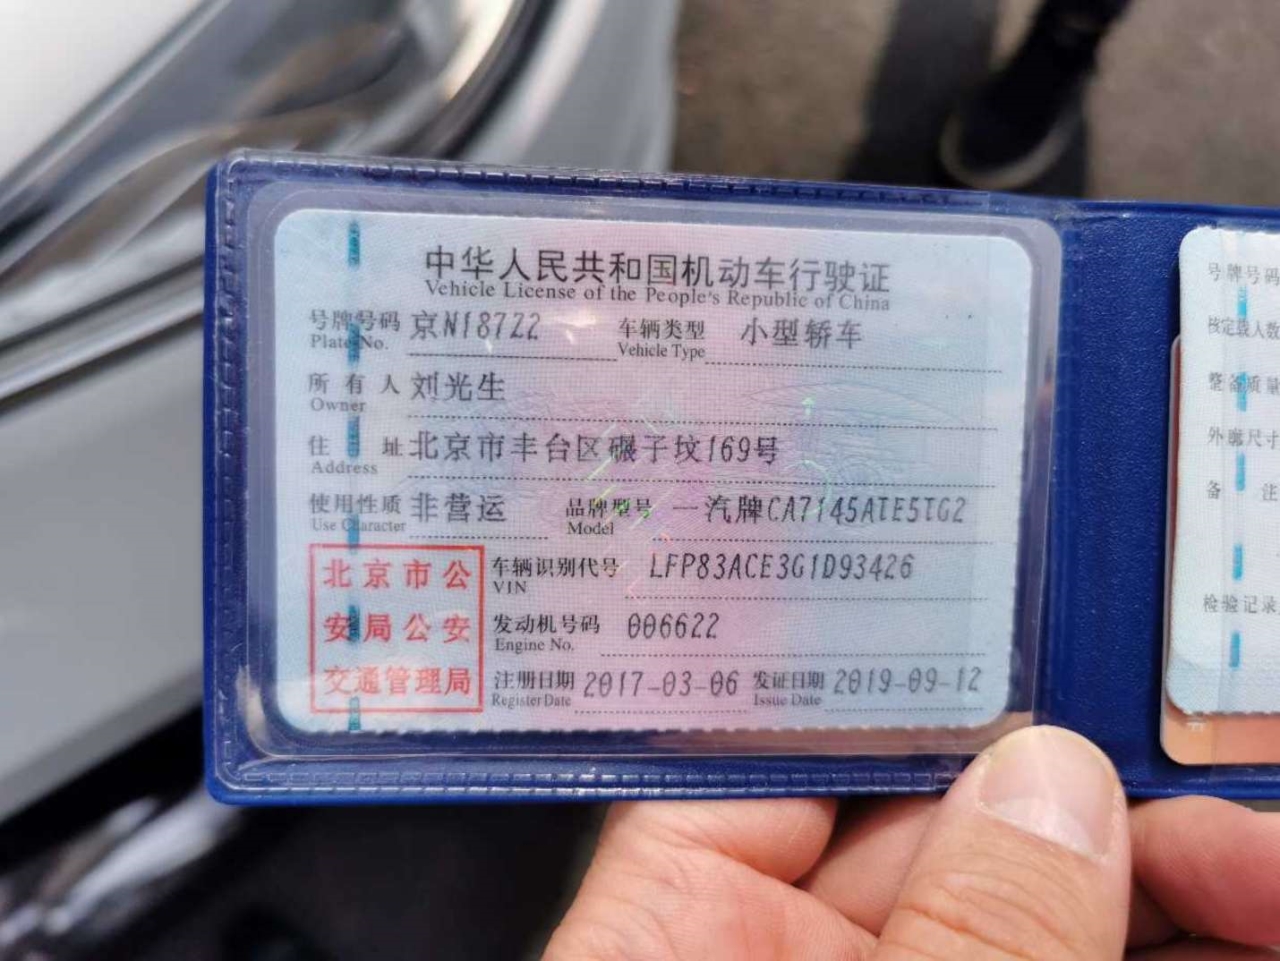 中华人民共和国机动车行驶证
Vehicle License of the People's Republic of China
号牌号码 京N187Z2 车辆类型 小型轿车
Plate No. Vehicle Type
所有人 刘光生
Owner
住址 北京市丰台区碾子坟169号
Address
使用性质 非营运 品牌型号 一汽牌CA7145ATE5TG2
Use Character Model
北京市公
安局公安
交通管理局
车辆识别代号 LFP83ACE3G1D93426
VIN
发动机号码 006622
Engine No.
注册日期 2017-03-06 发证日期 2019-09-12
Register Date Issue Date
号牌号码
核定载人数
整备质量
外廓尺寸
备注
检验记录